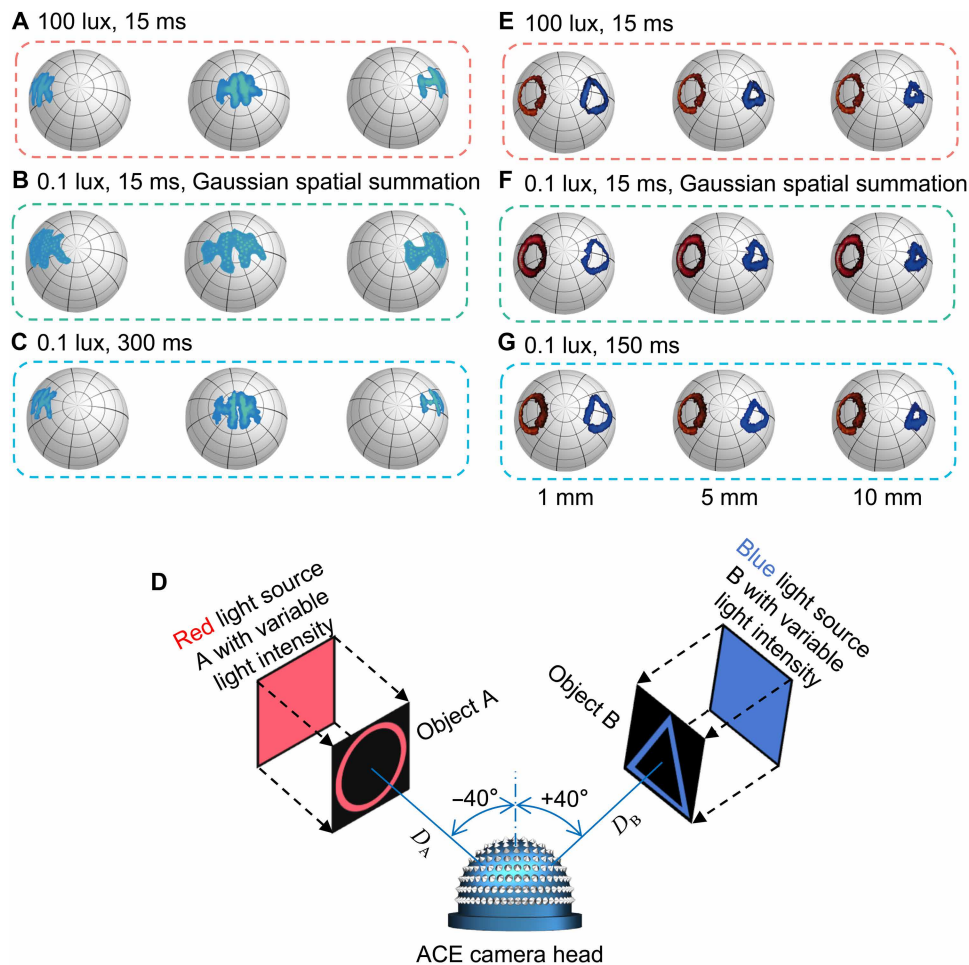 A 100 lux, 15 ms
B 0.1 lux, 15 ms, Gaussian spatial summation
C 0.1 lux, 300 ms
E 100 lux, 15 ms
F 0.1 lux, 15 ms, Gaussian spatial summation
G 0.1 lux, 150 ms
1 mm 5 mm 10 mm
D
Red light source
A with variable
light intensity
Object A
Blue light source
B with variable
light intensity
Object B
–40° +40°
D_A D_B
ACE camera head